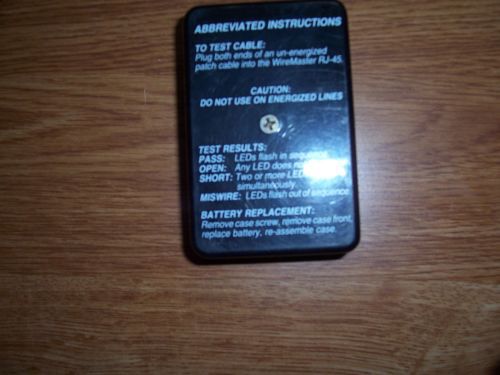 ABBREVIATED INSTRUCTIONS
TO TEST CABLE:
Plug both ends of an un-energized
patch cable into the WireMaster RJ-45.
CAUTION:
DO NOT USE ON ENERGIZED LINES
TEST RESULTS:
PASS: LEDs flash in sequence.
OPEN: Any LED does not
SHORT: Two or more LEDs
simultaneously.
MISWIRE: LEDs flash out of sequence
BATTERY REPLACEMENT:
Remove case screw, remove case front,
replace battery, re-assemble case.